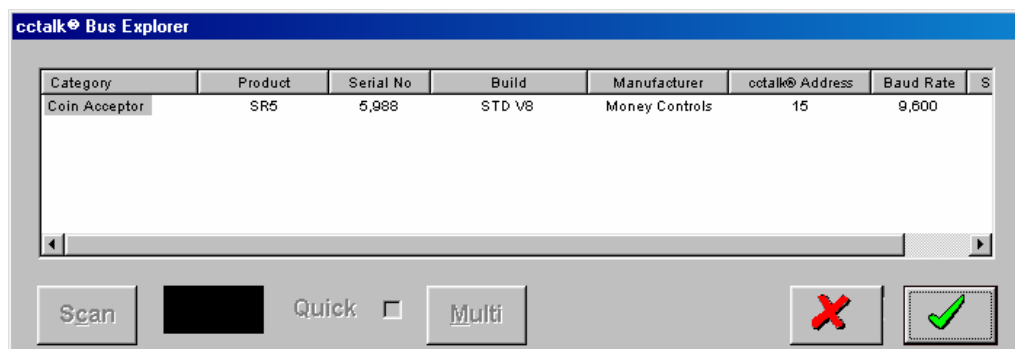 cctalk® Bus Explorer
Category Product Serial No Build Manufacturer cctalk® Address Baud Rate S
Coin Acceptor SR5 5,988 STD V8 Money Controls 15 9,600
Scan Quick Multi